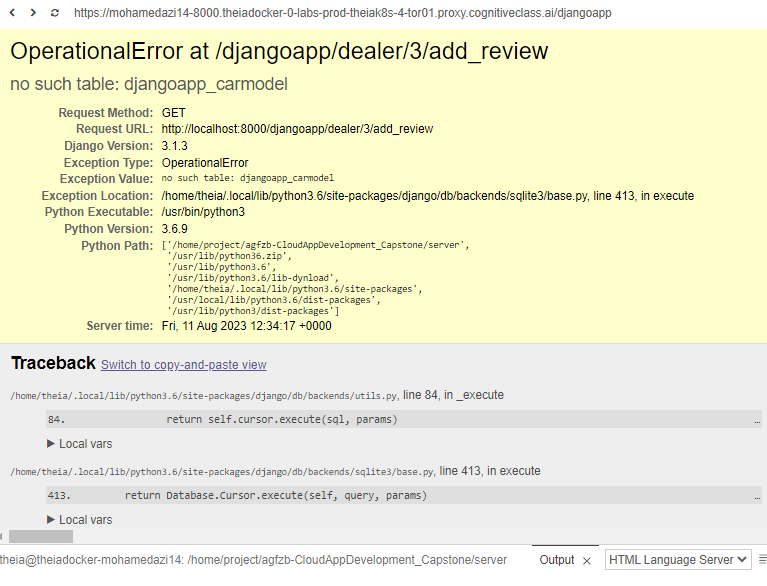 https://mohamedazi14-8000.theiadocker-0-labs-prod-theiak8s-4-tor01.proxy.cognitiveclass.ai/djangoapp
OperationalError at /djangoapp/dealer/3/add_review
no such table: djangoapp_carmodel
Request Method: GET
Request URL: http://localhost:8000/djangoapp/dealer/3/add_review
Django Version: 3.1.3
Exception Type: OperationalError
Exception Value: no such table: djangoapp_carmodel
Exception Location: /home/theia/.local/lib/python3.6/site-packages/django/db/backends/sqlite3/base.py, line 413, in execute
Python Executable: /usr/bin/python3
Python Version: 3.6.9
Python Path: ['/home/project/agfzb-CloudAppDevelopment_Capstone/server',
'/usr/lib/python36.zip',
'/usr/lib/python3.6',
'/usr/lib/python3.6/lib-dynload',
'/home/theia/.local/lib/python3.6/site-packages',
'/usr/local/lib/python3.6/dist-packages',
'/usr/lib/python3/dist-packages']
Server time: Fri, 11 Aug 2023 12:34:17 +0000
Traceback Switch to copy-and-paste view
/home/theia/.local/lib/python3.6/site-packages/django/db/backends/utils.py, line 84, in _execute
84. return self.cursor.execute(sql, params) …
▶ Local vars
/home/theia/.local/lib/python3.6/site-packages/django/db/backends/sqlite3/base.py, line 413, in execute
413. return Database.Cursor.execute(self, query, params) …
▶ Local vars
theia@theiadocker-mohamedazi14: /home/project/agfzb-CloudAppDevelopment_Capstone/server Output × HTML Language Server